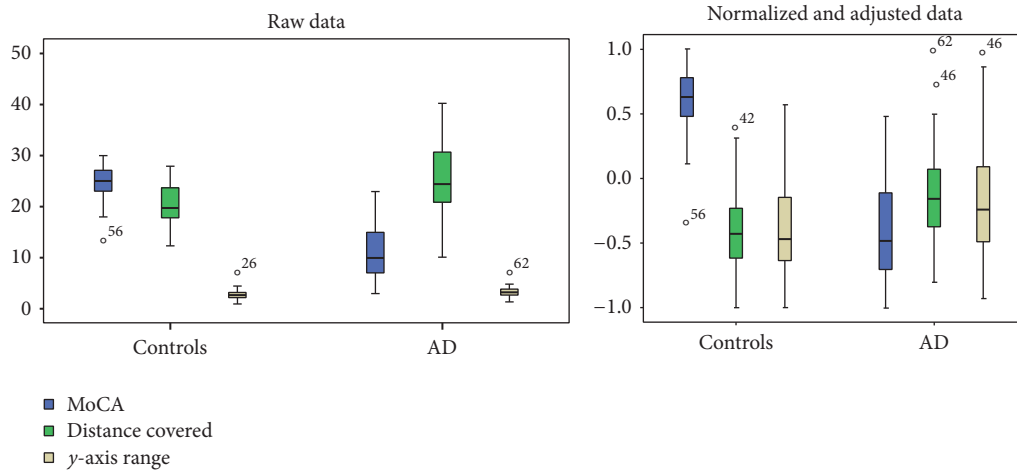 Raw data
50
40
30
20
10
0
56
26
62
Controls
AD
Normalized and adjusted data
1.0
0.5
0.0
−0.5
−1.0
56
42
62
46
46
Controls
AD
MoCA
Distance covered
y-axis range